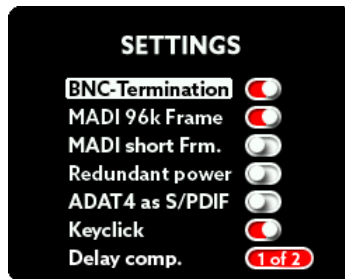 SETTINGS
BNC-Termination
MADI 96k Frame
MADI short Frm.
Redundant power
ADAT4 as S/PDIF
Keyclick
Delay comp. 1 of 2